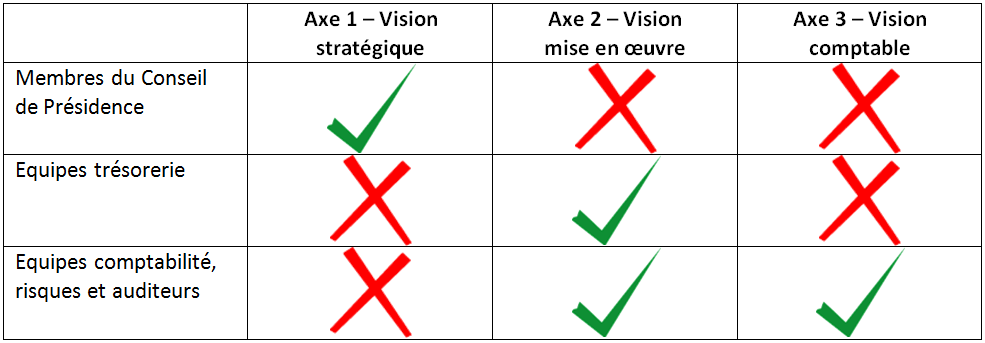 Axe 1 – Vision
stratégique
Axe 2 – Vision
mise en œuvre
Axe 3 – Vision
comptable
Membres du Conseil
de Présidence
Equipes trésorerie
Equipes comptabilité,
risques et auditeurs